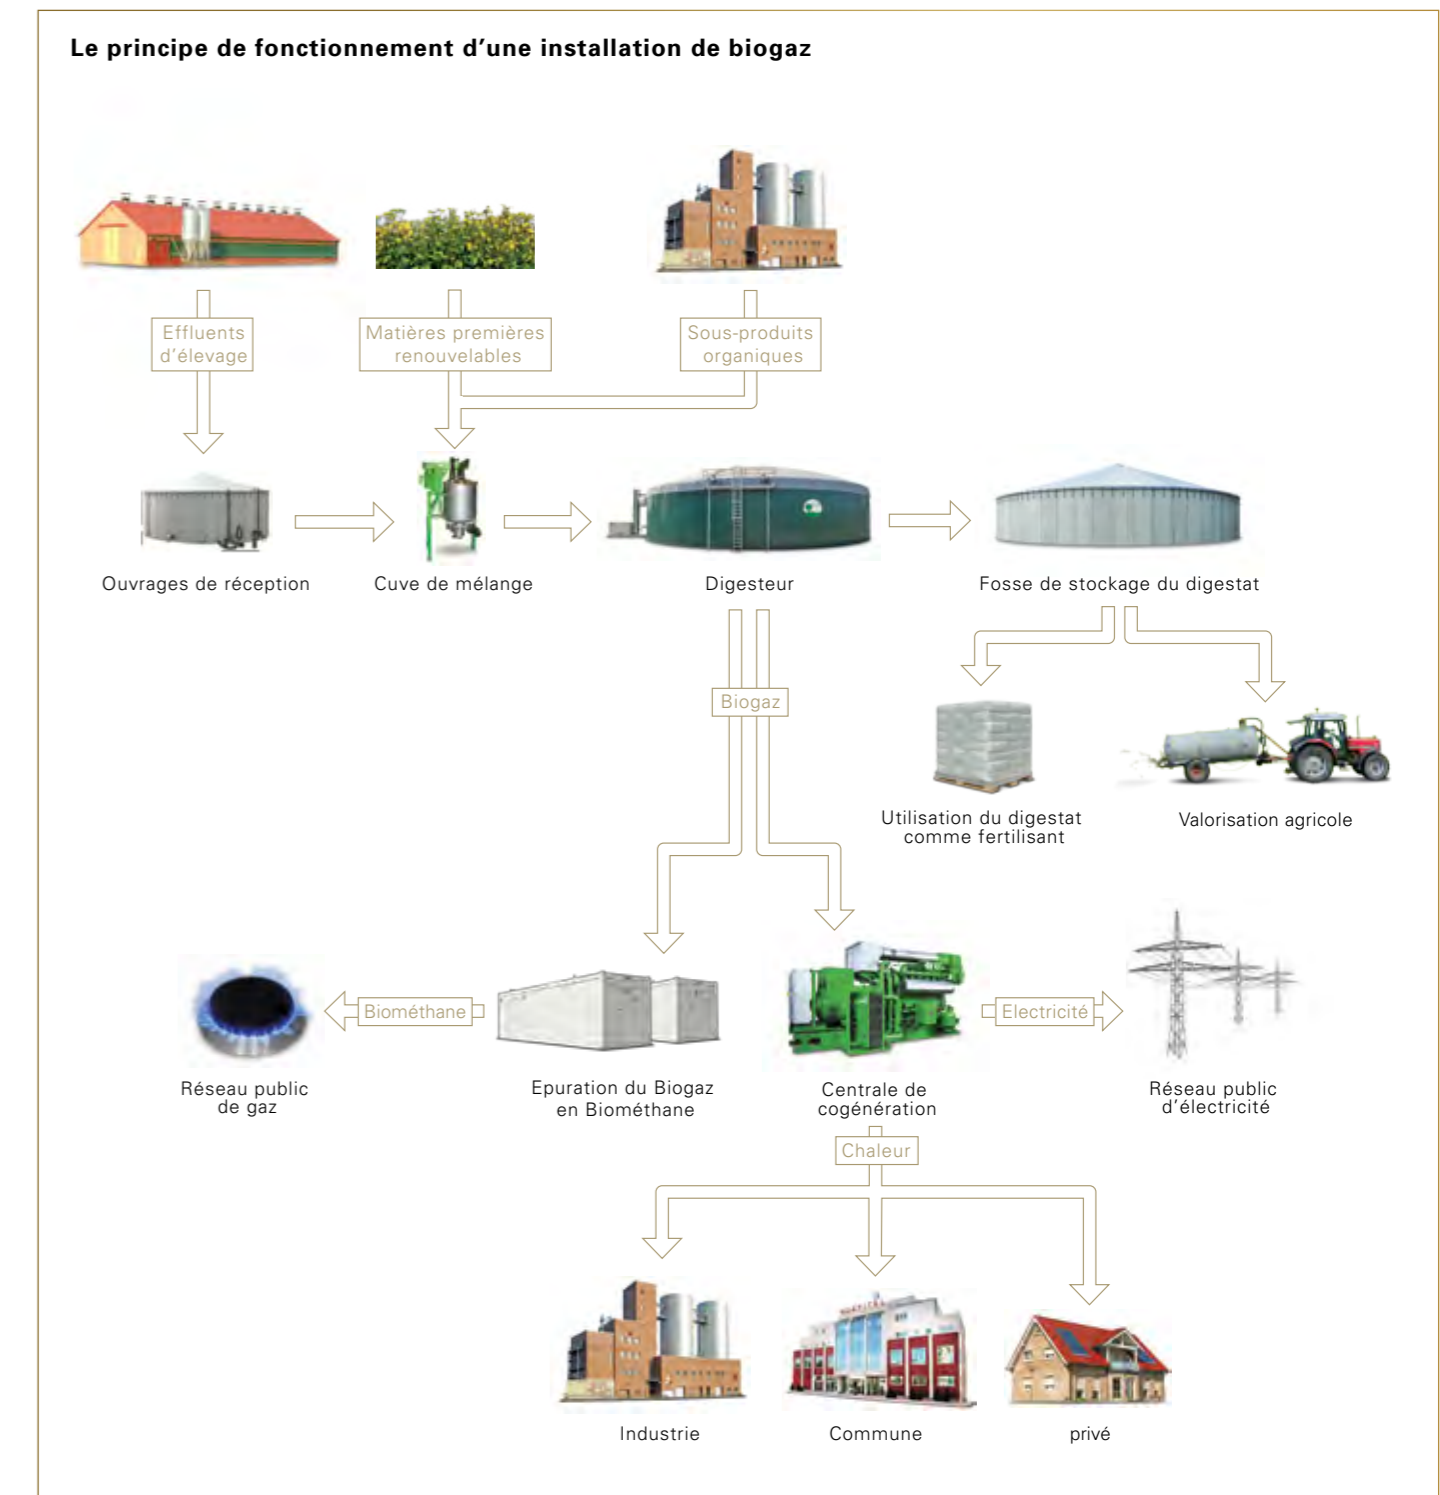 Le principe de fonctionnement d’une installation de biogaz
Effluents
d’élevage
Matières premières
renouvelables
Sous-produits
organiques
Ouvrages de réception
Cuve de mélange
Digesteur
Fosse de stockage du digestat
Biogaz
Utilisation du digestat
comme fertilisant
Valorisation agricole
Biométhane
Electricité
Réseau public
de gaz
Epuration du Biogaz
en Biométhane
Centrale de
cogénération
Réseau public
d’électricité
Chaleur
Industrie
Commune
privé